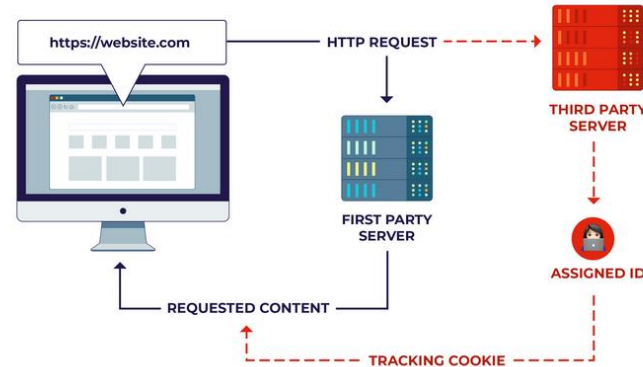 https://website.com
HTTP REQUEST
THIRD PARTY
SERVER
FIRST PARTY
SERVER
ASSIGNED ID
REQUESTED CONTENT
TRACKING COOKIE